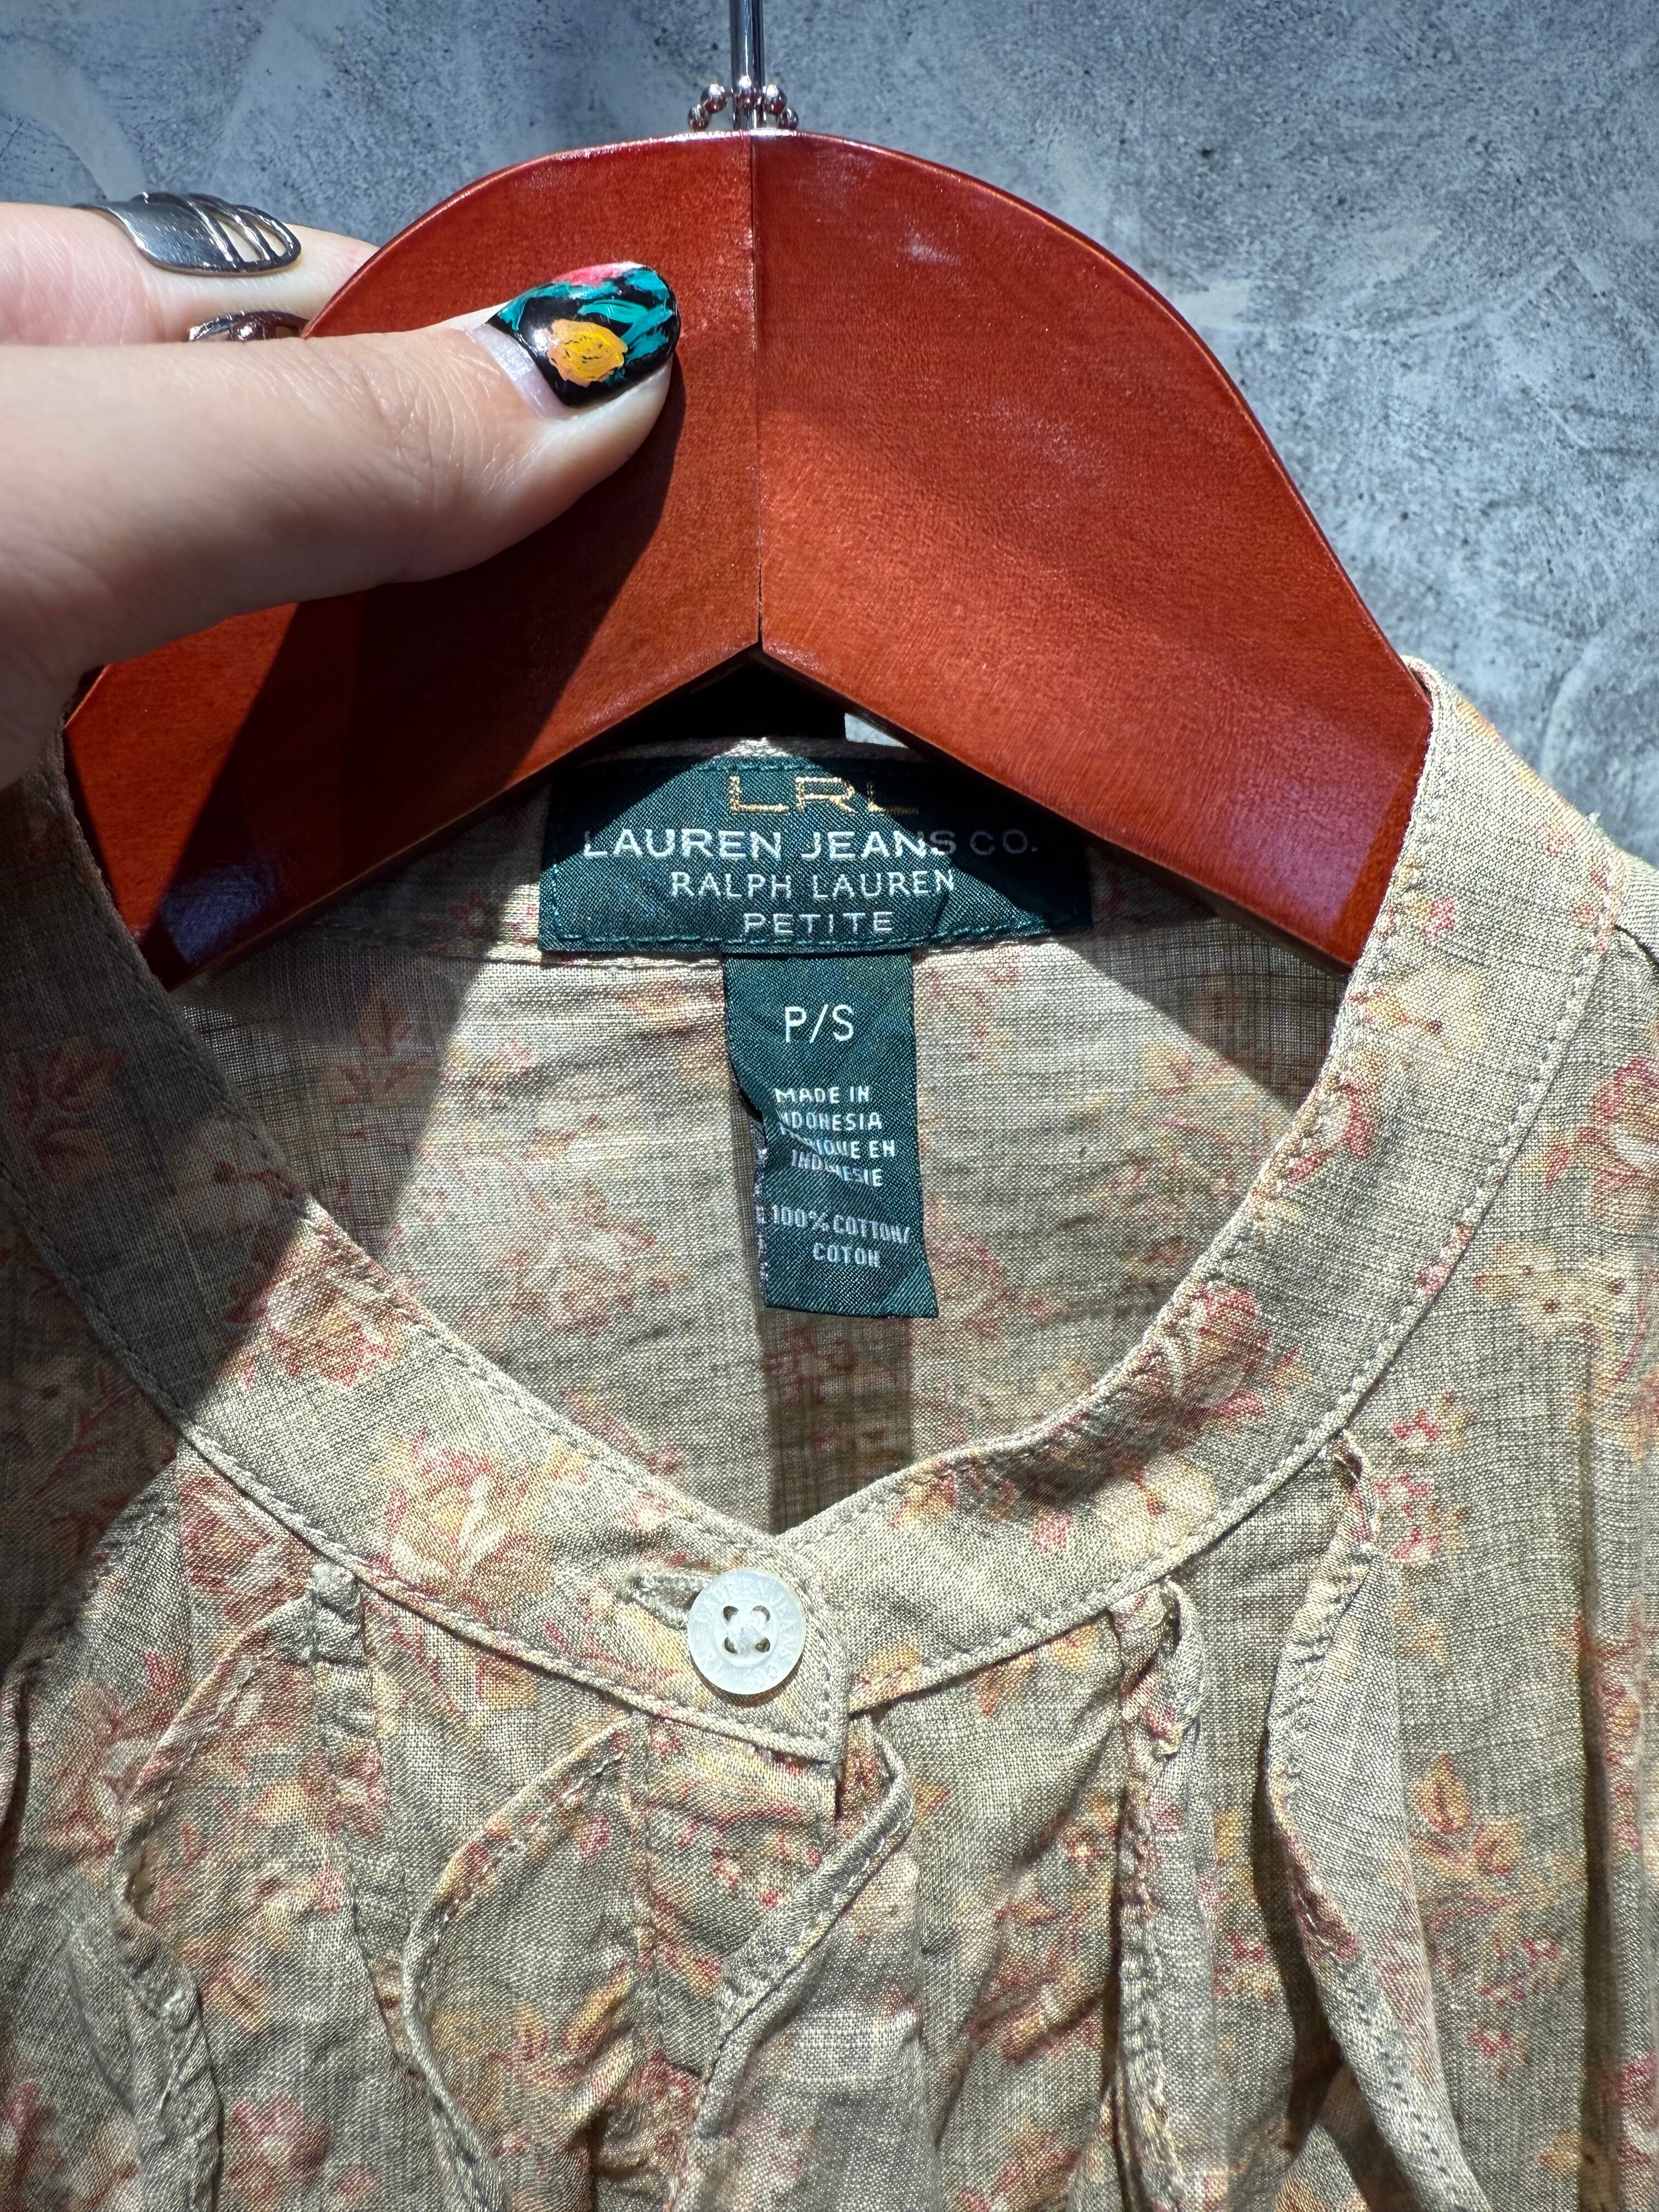 LRL
LAUREN JEANS CO.
RALPH LAUREN
PETITE
P/S
MADE IN
INDONESIA
INDONESIE
100% COTTON/
COTON